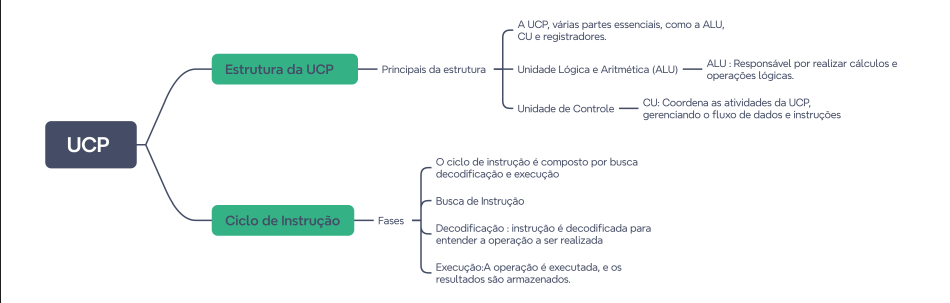 UCP
Estrutura da UCP
Principais da estrutura
A UCP, várias partes essenciais, como a ALU,
CU e registradores.
Unidade Lógica e Aritmética (ALU)
ALU : Responsável por realizar cálculos e
operações lógicas.
Unidade de Controle
CU: Coordena as atividades da UCP,
gerenciando o fluxo de dados e instruções
Ciclo de Instrução
Fases
O ciclo de instrução é composto por busca
decodificação e execução
Busca de Instrução
Decodificação : instrução é decodificada para
entender a operação a ser realizada
Execução:A operação é executada, e os
resultados são armazenados.